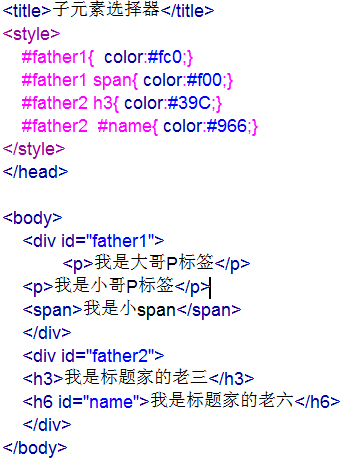 <title>子元素选择器</title>
<style>
#father1{  color:#fc0;}
#father1 span{ color:#f00;}
#father2 h3{ color:#39C;}
#father2  #name{ color:#966;}
</style>
</head>
<body>
<div id="father1">
<p>我是大哥P标签</p>
<p>我是小哥P标签</p>
<span>我是小span</span>
</div>
<div id="father2">
<h3>我是标题家的老三</h3>
<h6 id="name">我是标题家的老六</h6>
</div>
</body>